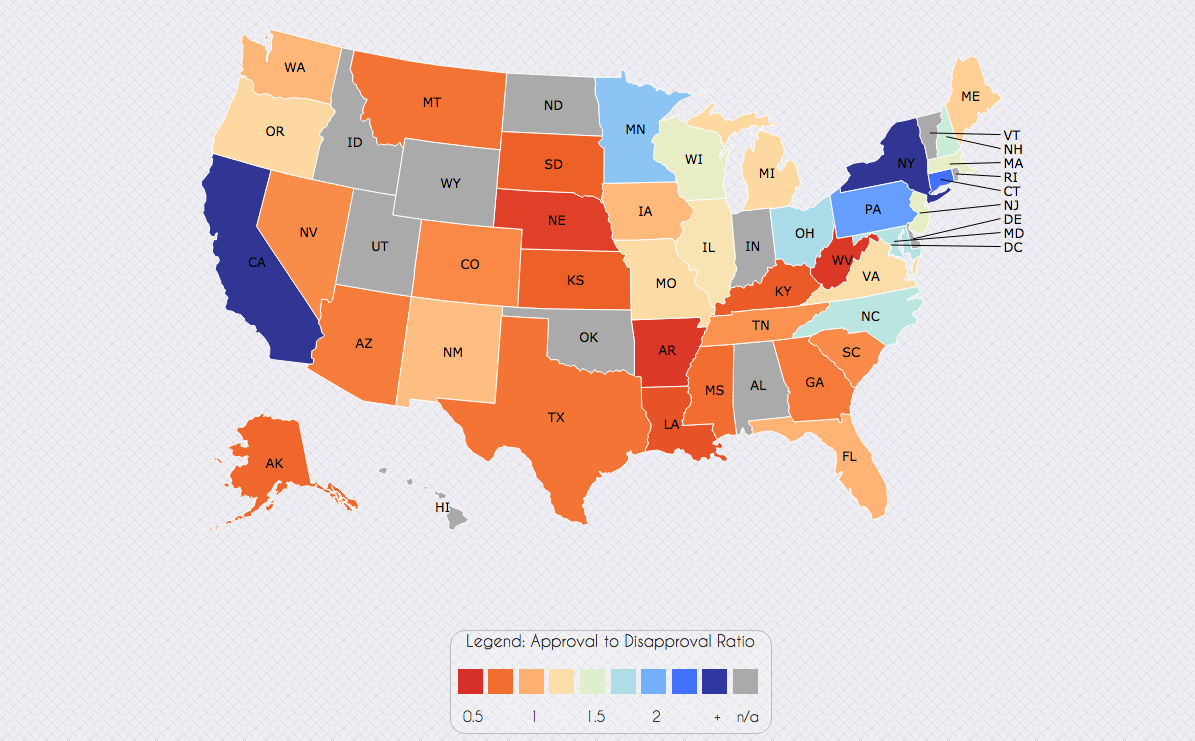 WA
MT
ND
MN
ME
OR
ID
SD
WI
MI
NY
VT
NH
MA
RI
CT
NJ
DE
MD
DC
WY
NE
IA
PA
NV
UT
CO
IL
IN
OH
CA
KS
MO
WV
VA
KY
AZ
NM
OK
AR
TN
NC
SC
TX
LA
MS
AL
GA
FL
AK
HI
Legend: Approval to Disapproval Ratio
0.5 1 1.5 2 + n/a